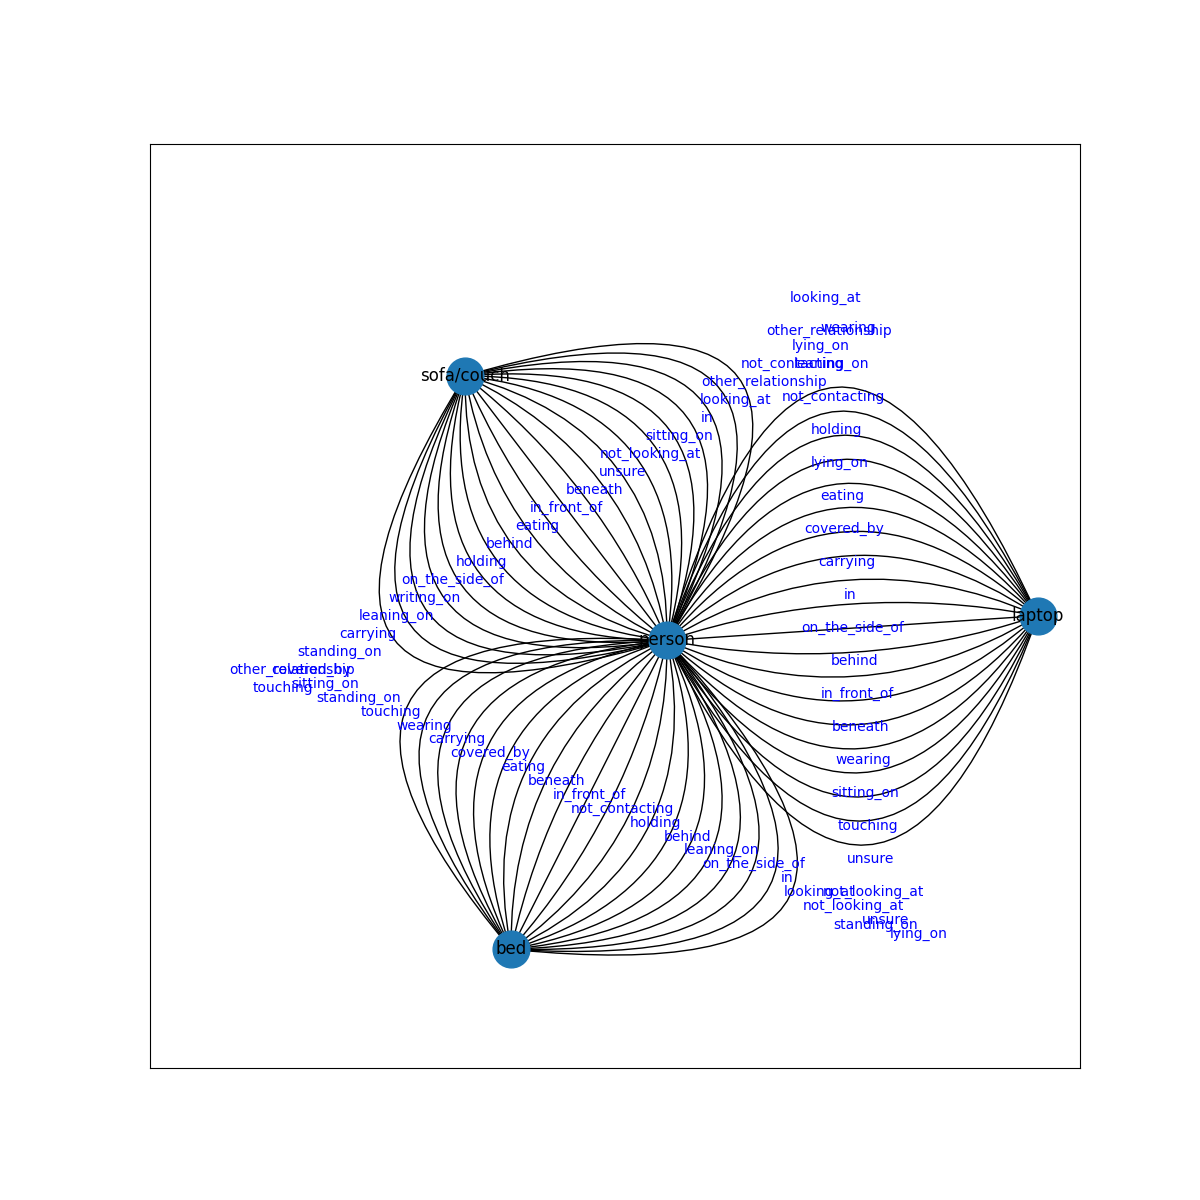 looking_at
wearing
other_relationship
lying_on
not_contacting
leaning_on
sofa/couch
other_relationship
looking_at
not_contacting
in
holding
sitting_on
not_looking_at
lying_on
unsure
beneath
eating
in_front_of
eating
covered_by
behind
holding
carrying
on_the_side_of
writing_on
in
leaning_on
laptop
carrying
on_the_side_of
person
standing_on
behind
other_relationship
covered_by
sitting_on
touching
in_front_of
standing_on
touching
wearing
beneath
carrying
covered_by
wearing
eating
beneath
sitting_on
in_front_of
not_contacting
holding
touching
behind
leaning_on
unsure
on_the_side_of
in
looking_at
not_looking_at
not_looking_at
unsure
standing_on
lying_on
bed